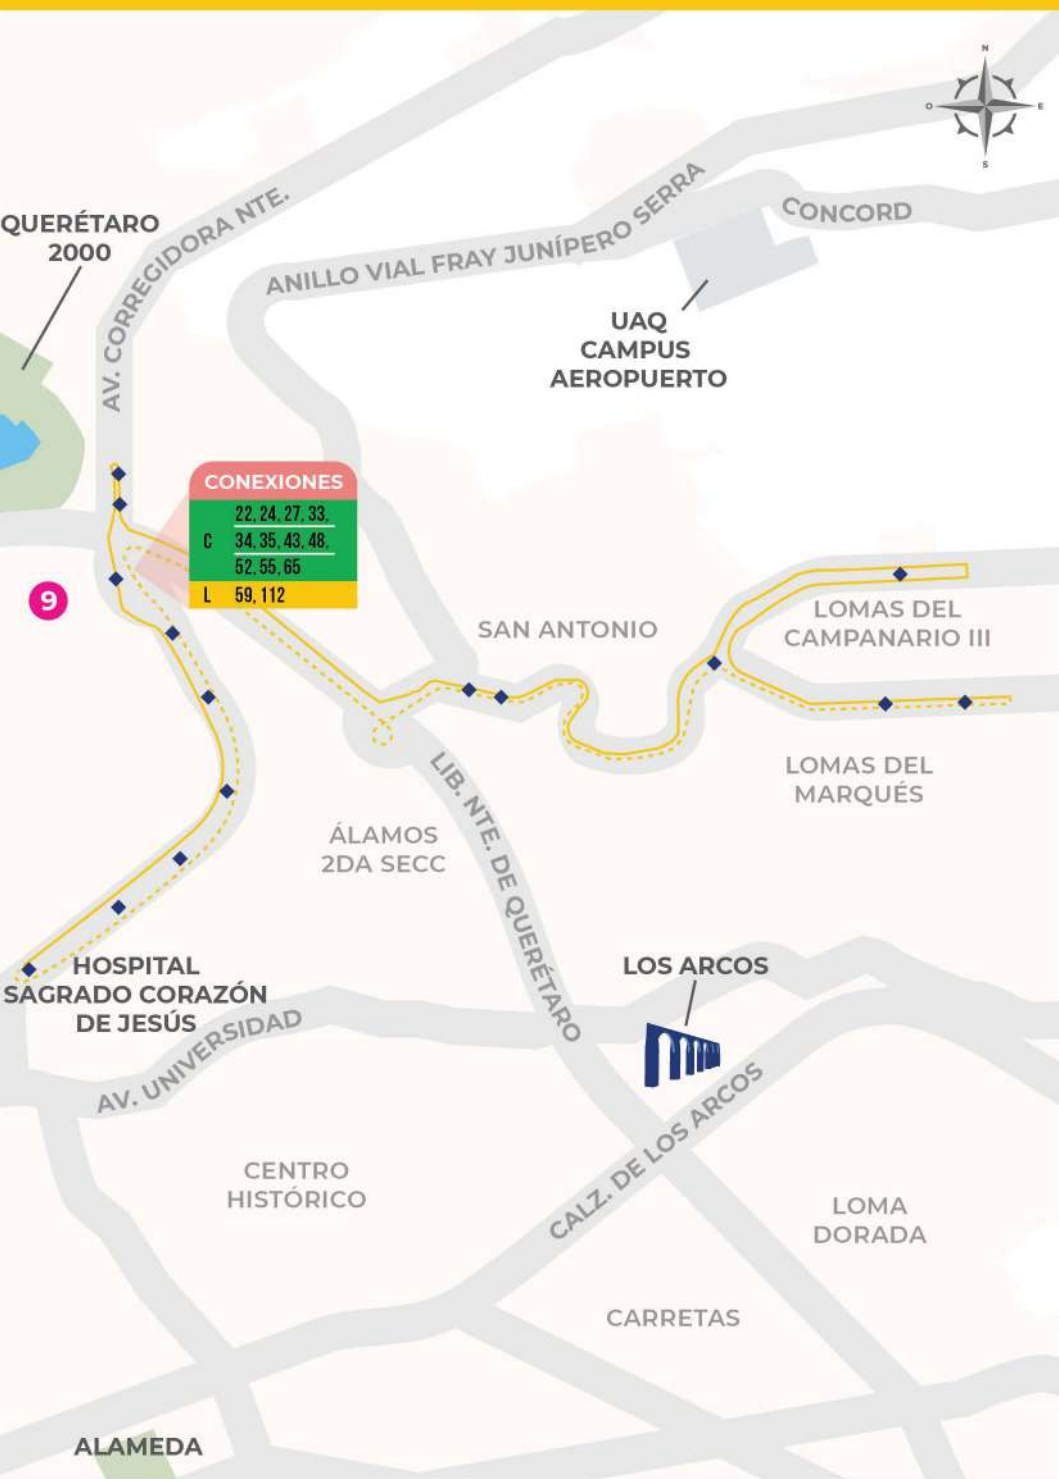 N
O
E
S
AV. CORREGIDORA NTE.
QUERÉTARO
2000
ANILLO VIAL FRAY JUNÍPERO SERRA
CONCORD
UAQ
CAMPUS
AEROPUERTO
CONEXIONES
C
22, 24, 27, 33,
34, 35, 43, 48,
52, 55, 65
L 59, 112
9
SAN ANTONIO
LOMAS DEL
CAMPANARIO III
LOMAS DEL
MARQUÉS
LIB. NTE. DE QUERÉTARO
ÁLAMOS
2DA SECC
HOSPITAL
SAGRADO CORAZÓN
DE JESÚS
LOS ARCOS
AV. UNIVERSIDAD
CALZ. DE LOS ARCOS
CENTRO
HISTÓRICO
LOMA
DORADA
CARRETAS
ALAMEDA